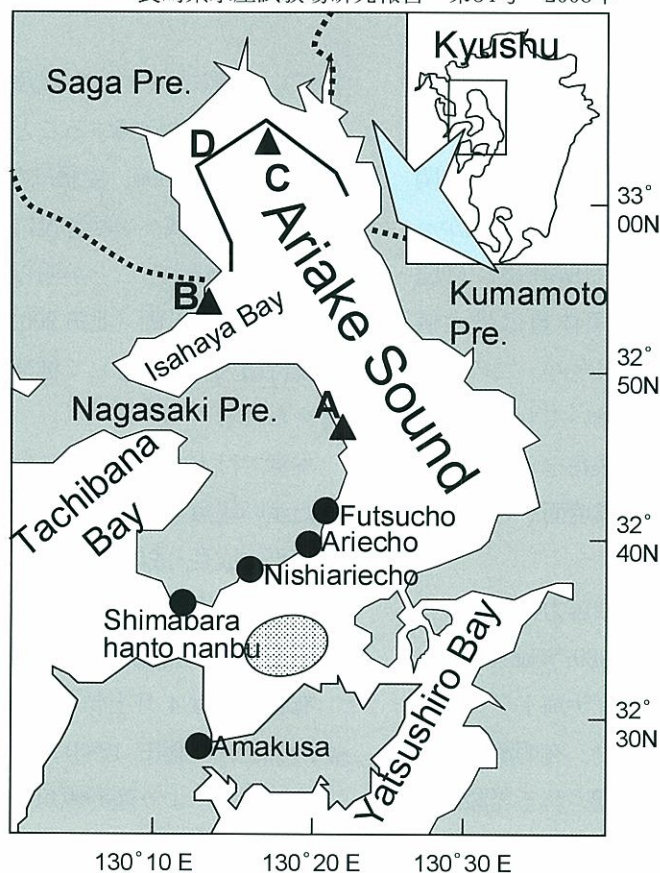 Kyushu
Saga Pre.
D
C
33°
00N
Ariake Sound
B
Kumamoto
Pre.
Isahaya Bay
32°
50N
Nagasaki Pre.
A
Tachibana
Bay
Futsucho
Ariecho
32°
40N
Nishiariecho
Shimabara
hanto nanbu
Yatsushiro Bay
32°
30N
Amakusa
130°10 E
130°20 E
130°30 E